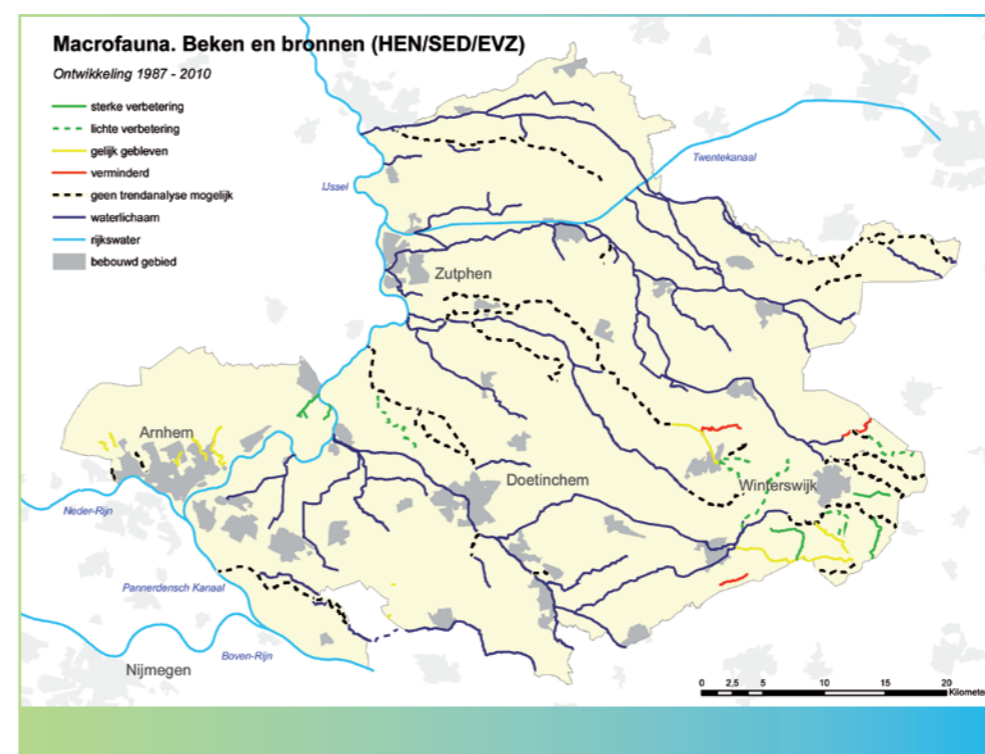 Macrofauna. Beken en bronnen (HEN/SED/EVZ)
Ontwikkeling 1987 - 2010
sterke verbetering
lichte verbetering
gelijk gebleven
verminderd
geen trendanalyse mogelijk
waterlichaam
rijkswater
bebouwd gebied
Twentekanaal
IJssel
Zutphen
Arnhem
Doetinchem
Winterswijk
Neder-Rijn
Pannerdensch Kanaal
Boven-Rijn
Nijmegen
0 2,5 5 10 15 20
Kilomete